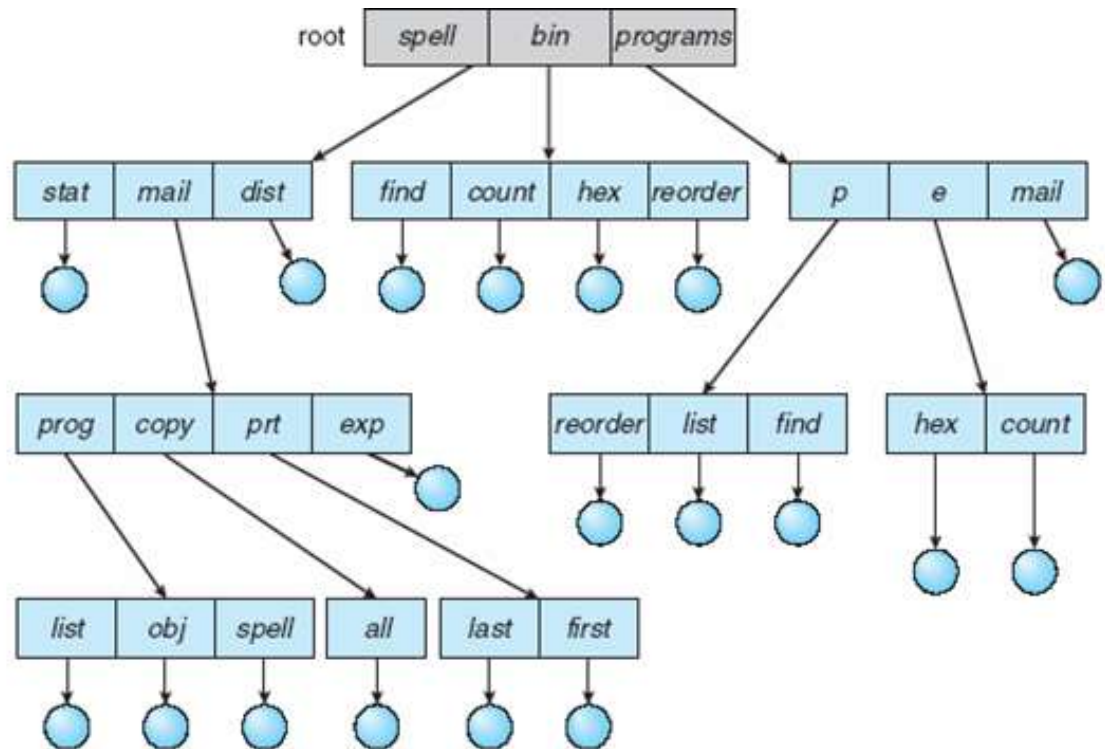 root spell bin programs
stat mail dist find count hex reorder p e mail
prog copy prt exp reorder list find hex count
list obj spell all last first